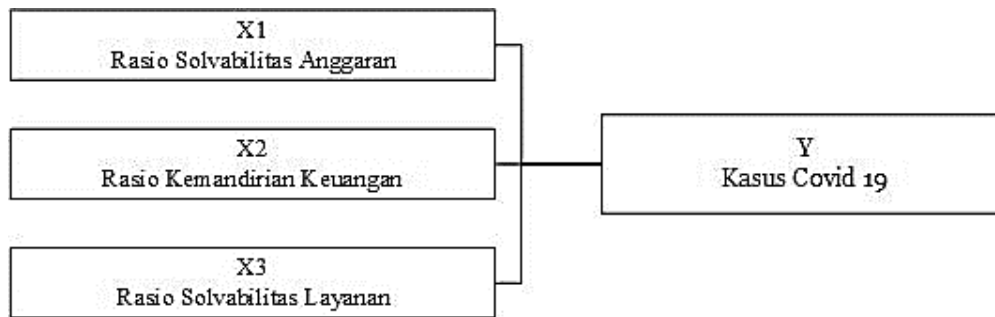 X1
Rasio Solvabilitas Anggaran
X2
Rasio Kemandirian Keuangan
X3
Rasio Solvabilitas Layanan
Y
Kasus Covid 19